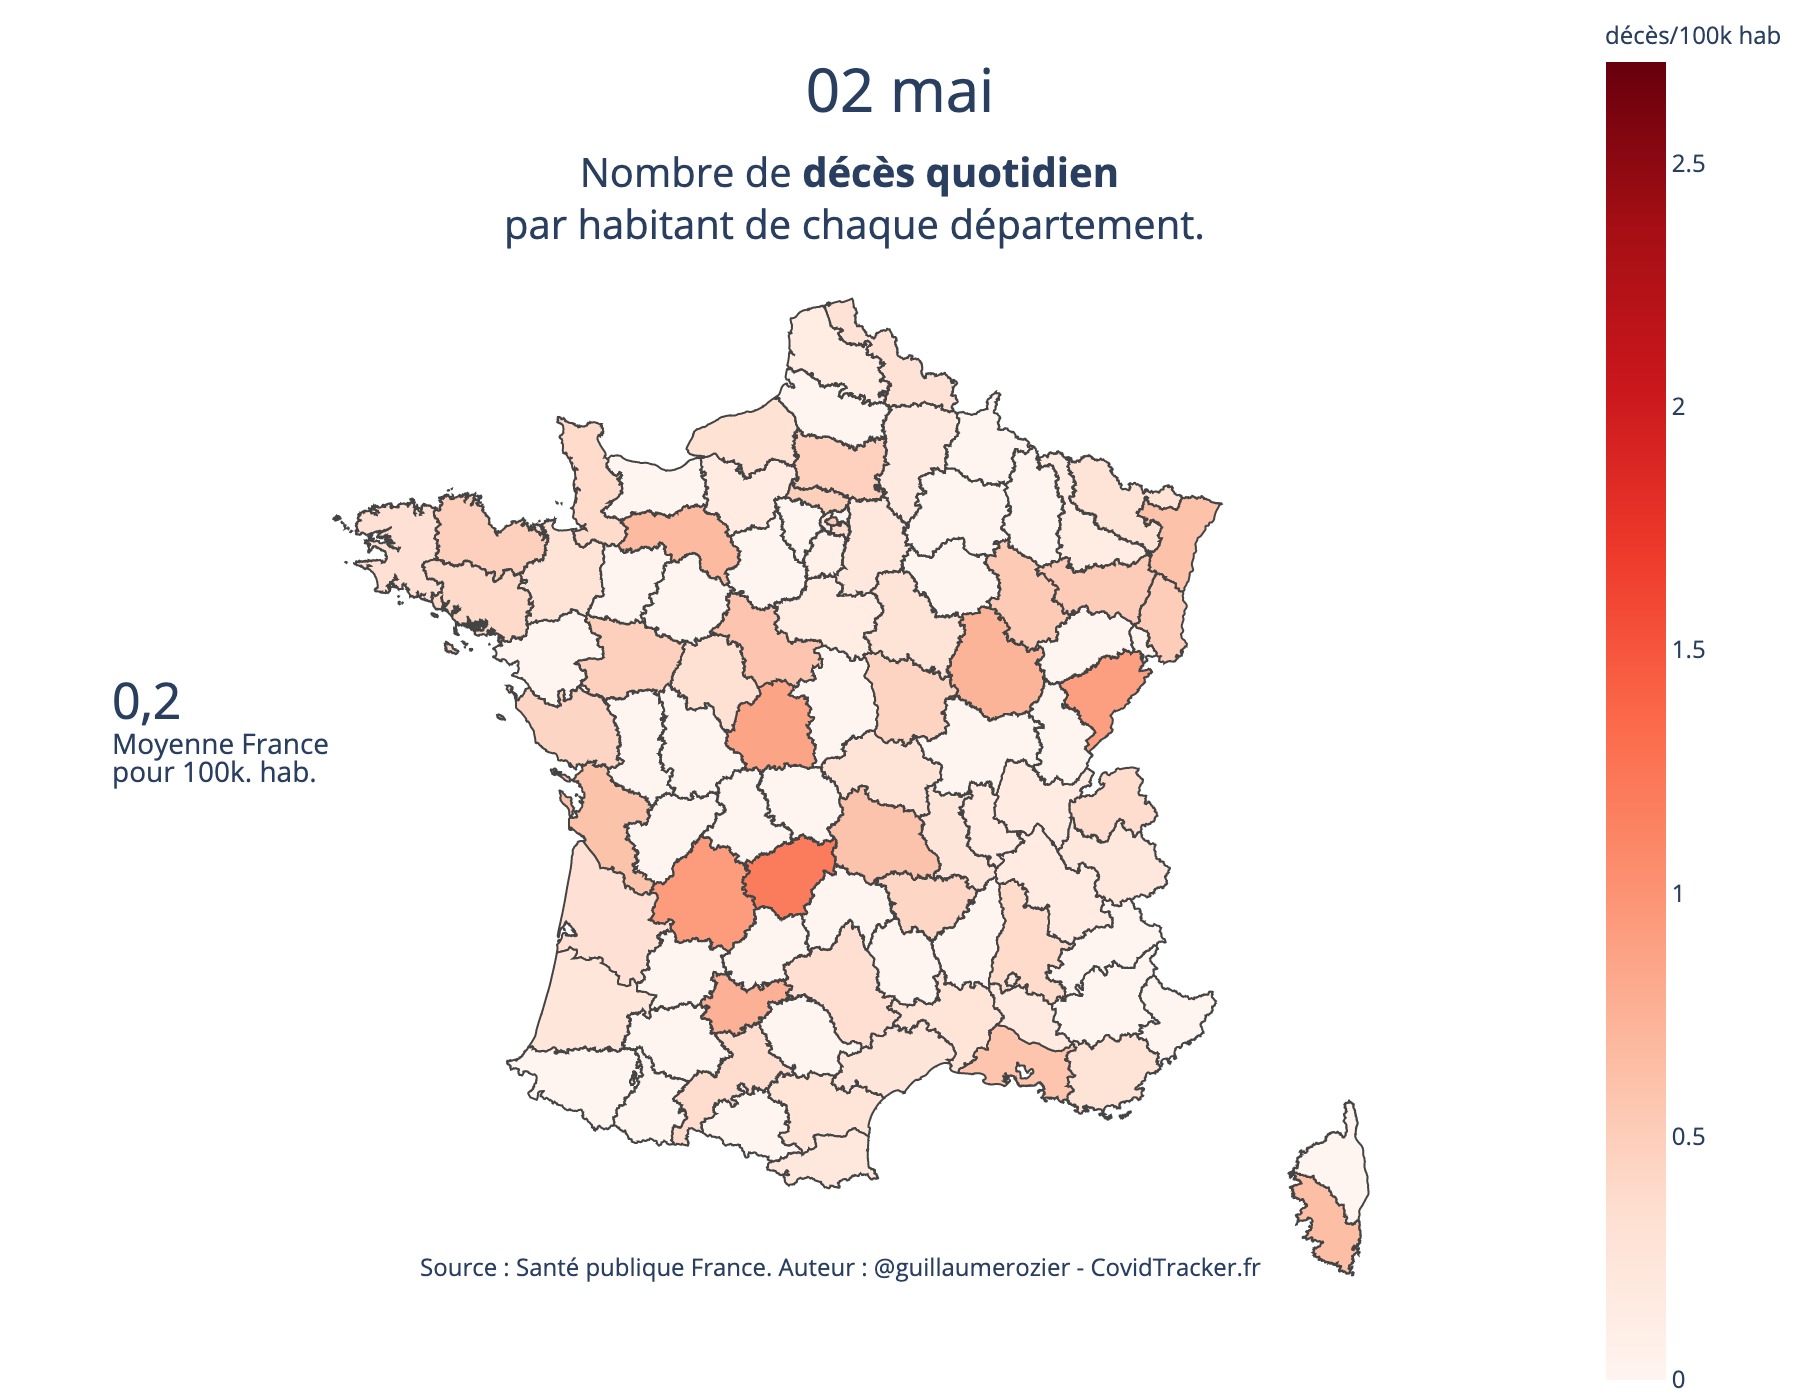 décès/100k hab
02 mai
Nombre de décès quotidien
par habitant de chaque département.
2.5
2
1.5
1
0.5
0
0,2
Moyenne France
pour 100k. hab.
Source : Santé publique France. Auteur : @guillaumerozier - CovidTracker.fr